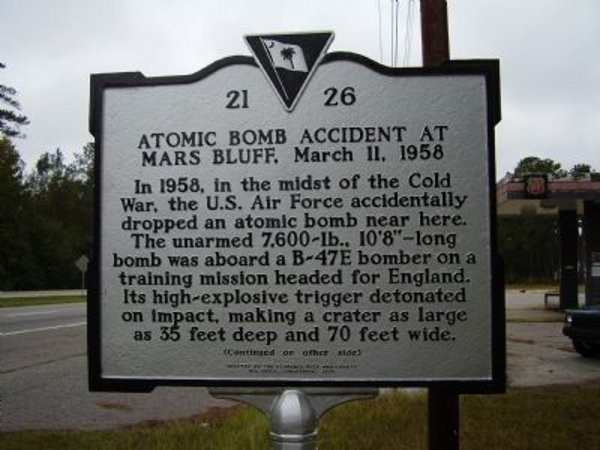 21 26
ATOMIC BOMB ACCIDENT AT
MARS BLUFF, March 11, 1958
In 1958, in the midst of the Cold
War, the U.S. Air Force accidentally
dropped an atomic bomb near here.
The unarmed 7,600-lb., 10'8"-long
bomb was aboard a B-47E bomber on a
training mission headed for England.
Its high-explosive trigger detonated
on impact, making a crater as large
as 35 feet deep and 70 feet wide.
(Continued on other side)